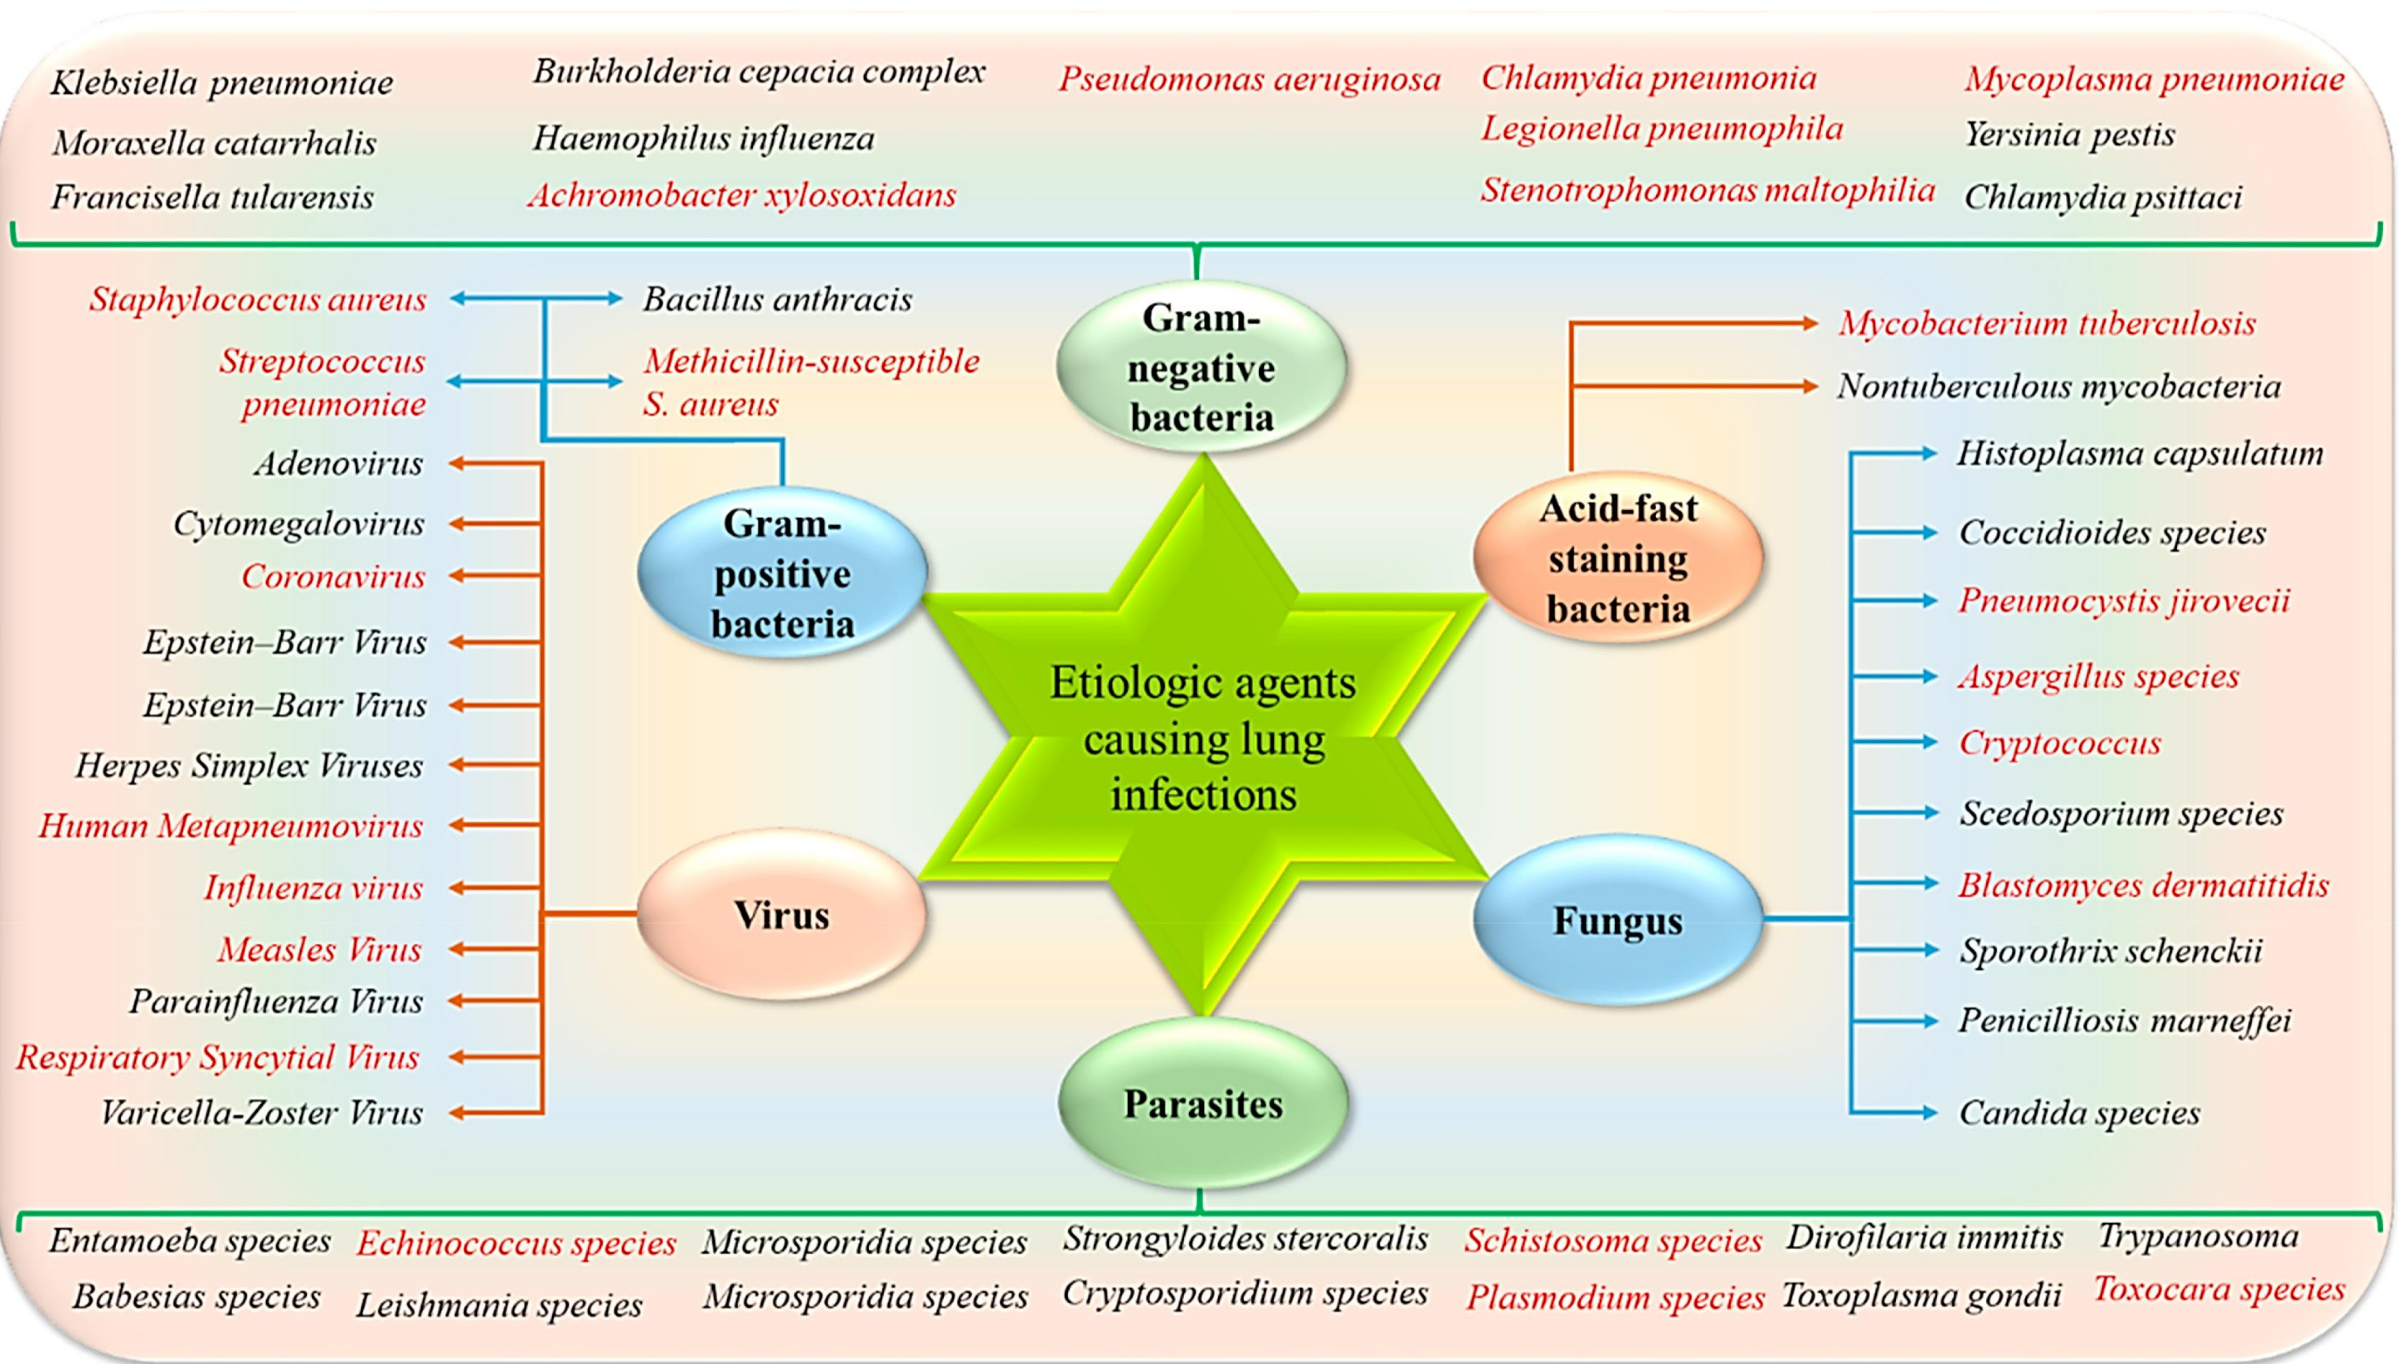 Klebsiella pneumoniae
Burkholderia cepacia complex
Pseudomonas aeruginosa
Chlamydia pneumonia
Mycoplasma pneumoniae
Moraxella catarrhalis
Haemophilus influenza
Legionella pneumophila
Yersinia pestis
Francisella tularensis
Achromobacter xylosoxidans
Stenotrophomonas maltophilia
Chlamydia psittaci
Gram-
negative
bacteria
Staphylococcus aureus
Bacillus anthracis
Streptococcus
pneumoniae
Methicillin-susceptible
S. aureus
Gram-
positive
bacteria
Mycobacterium tuberculosis
Nontuberculous mycobacteria
Acid-fast
staining
bacteria
Etiologic agents
causing lung
infections
Adenovirus
Cytomegalovirus
Coronavirus
Epstein–Barr Virus
Epstein–Barr Virus
Herpes Simplex Viruses
Human Metapneumovirus
Influenza virus
Measles Virus
Parainfluenza Virus
Respiratory Syncytial Virus
Varicella-Zoster Virus
Virus
Histoplasma capsulatum
Coccidioides species
Pneumocystis jirovecii
Aspergillus species
Cryptococcus
Scedosporium species
Blastomyces dermatitidis
Sporothrix schenckii
Penicilliosis marneffei
Candida species
Fungus
Parasites
Entamoeba species
Echinococcus species
Microsporidia species
Strongyloides stercoralis
Schistosoma species
Dirofilaria immitis
Trypanosoma
Babesias species
Leishmania species
Microsporidia species
Cryptosporidium species
Plasmodium species
Toxoplasma gondii
Toxocara species